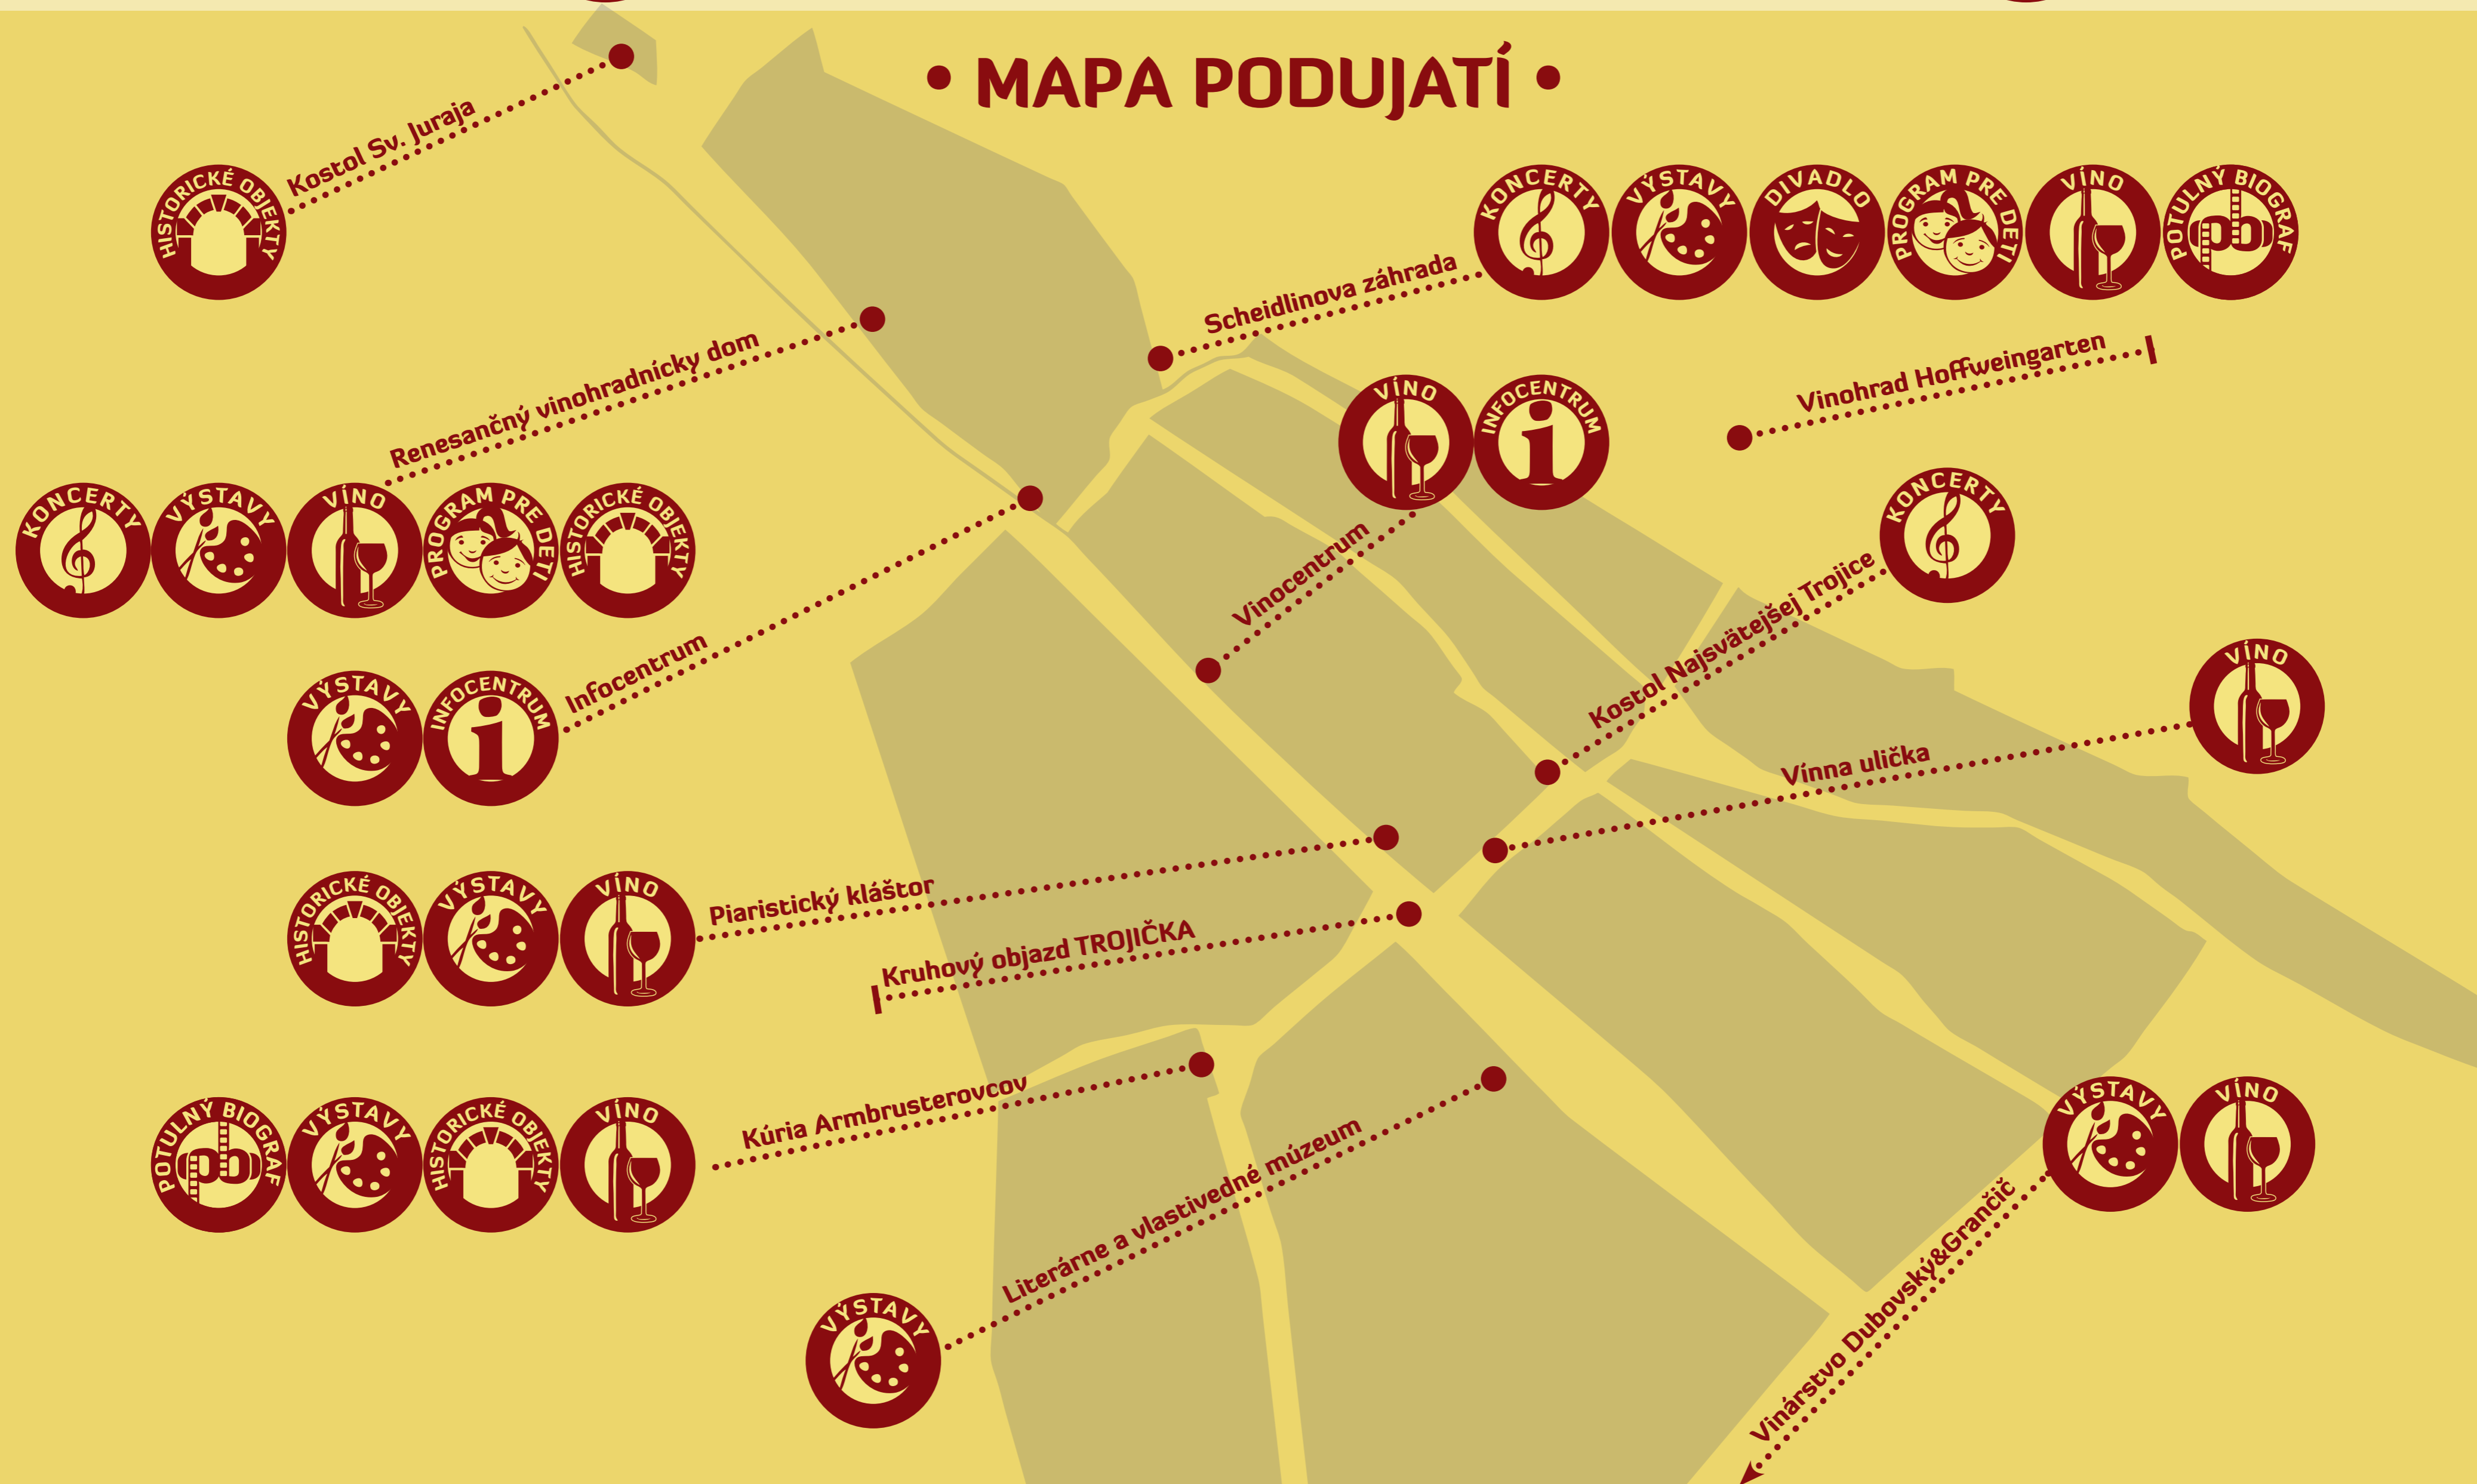 • MAPA PODUJATÍ •
Kostol Sv. Juraja
HISTORICKÉ OBJEKTY
Scheidlinova záhrada
KONCERTY
VÝSTAVY
DIVADLO
PROGRAM PRE DETI
VÍNO
POTULNÝ BIOGRAF
pb
Vinohrad Hoffweingarten
Renesančný vinohradnícky dom
KONCERTY
VÝSTAVY
VÍNO
PROGRAM PRE DETI
HISTORICKÉ OBJEKTY
VÍNO
INFOCENTRUM
i
Vinocentrum
KONCERTY
Kostol Najsvätejšej Trojice
Infocentrum
VÝSTAVY
INFOCENTRUM
i
VÍNO
Vínna ulička
Piaristický kláštor
HISTORICKÉ OBJEKTY
VÝSTAVY
VÍNO
Kruhový objazd TROJIČKA
Kúria Armbrusterovcov
POTULNÝ BIOGRAF
pb
VÝSTAVY
HISTORICKÉ OBJEKTY
VÍNO
Literárne a vlastivedné múzeum
VÝSTAVY
VÝSTAVY
VÍNO
Vinárstvo Dubovský&Grančič